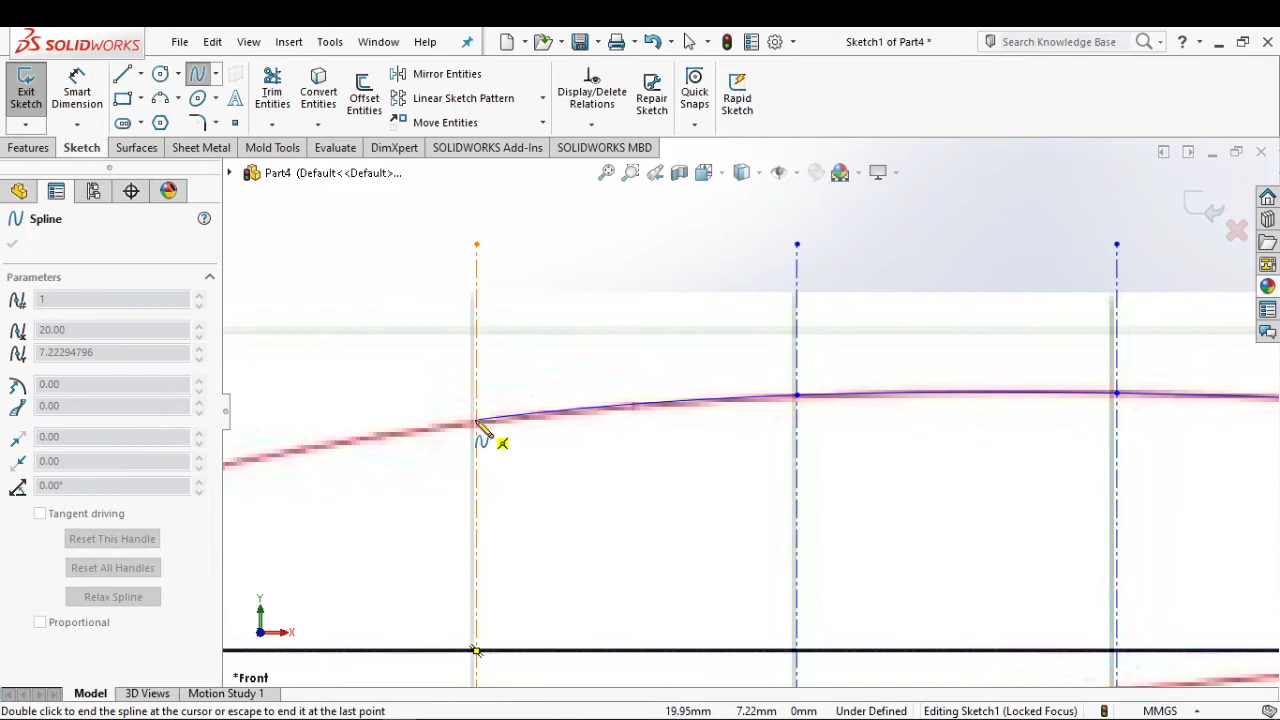 SOLIDWORKS File Edit View Insert Tools Window Help Sketch1 of Part4 * Search Knowledge Base ?
Exit Sketch
Smart Dimension
Trim Entities
Convert Entities
Offset Entities
Mirror Entities
Linear Sketch Pattern
Move Entities
Display/Delete Relations
Repair Sketch
Quick Snaps
Rapid Sketch
Features Sketch Surfaces Sheet Metal Mold Tools Evaluate DimXpert SOLIDWORKS Add-Ins SOLIDWORKS MBD
Part4 (Default<<Default>...
Spline
Parameters
1
20.00
7.22294796
0.00
0.00
0.00
0.00
0.00°
Tangent driving
Reset This Handle
Reset All Handles
Relax Spline
Proportional
Y
X
*Front
Model 3D Views Motion Study 1
Double click to end the spline at the cursor or escape to end it at the last point 19.95mm 7.22mm 0mm Under Defined Editing Sketch1 (Locked Focus) MMGS